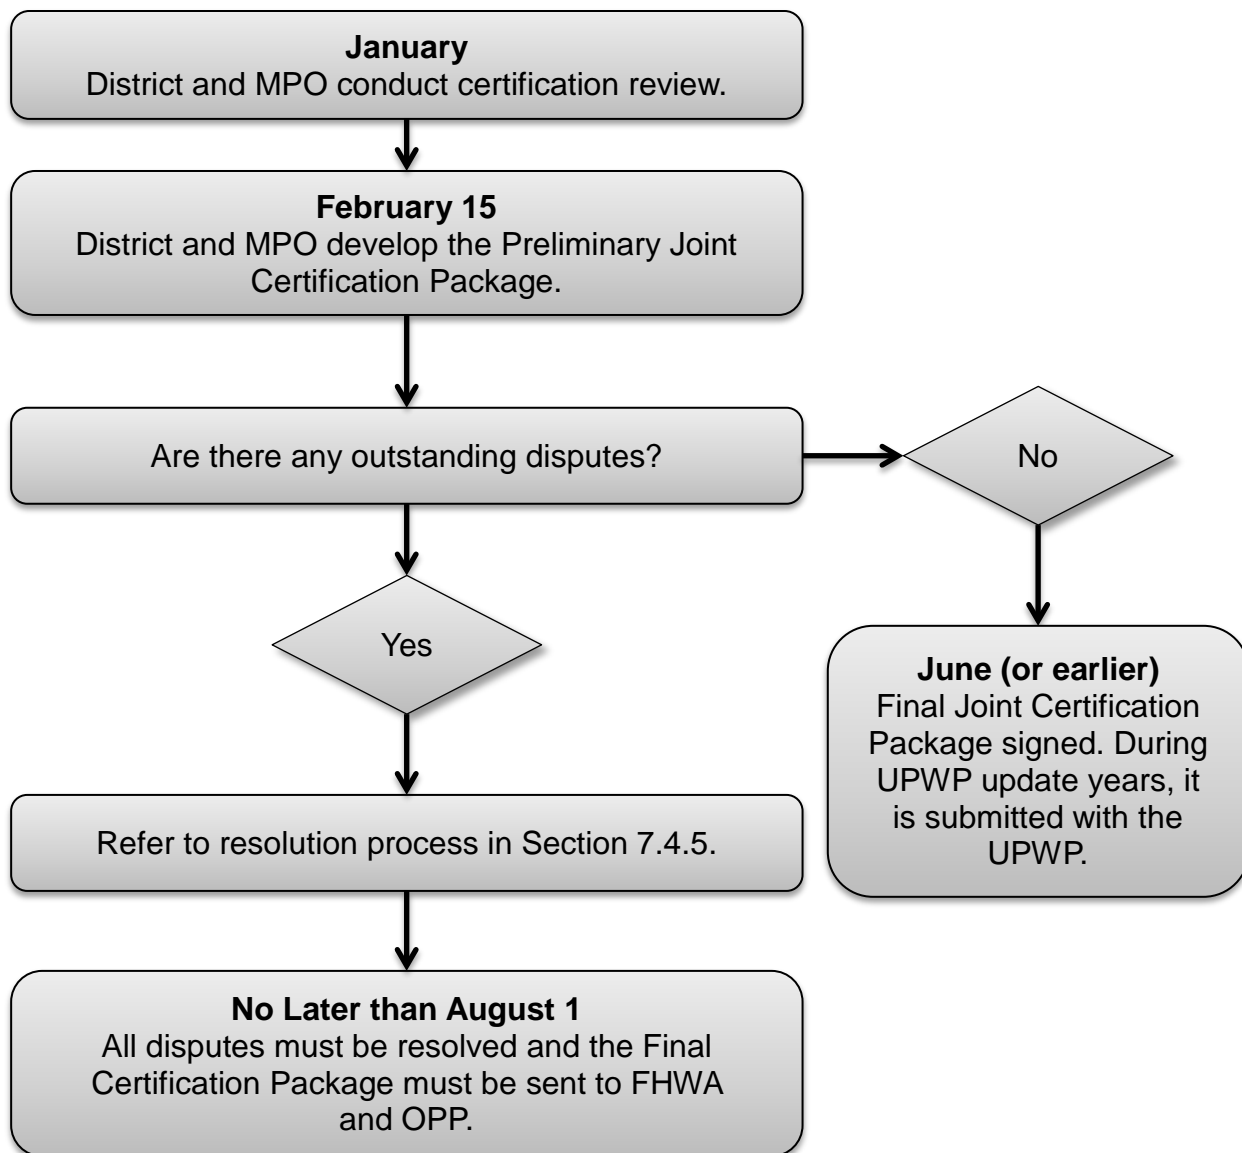 January
District and MPO conduct certification review.
February 15
District and MPO develop the Preliminary Joint
Certification Package.
Are there any outstanding disputes?
No
Yes
June (or earlier)
Final Joint Certification
Package signed. During
UPWP update years, it
is submitted with the
UPWP.
Refer to resolution process in Section 7.4.5.
No Later than August 1
All disputes must be resolved and the Final
Certification Package must be sent to FHWA
and OPP.